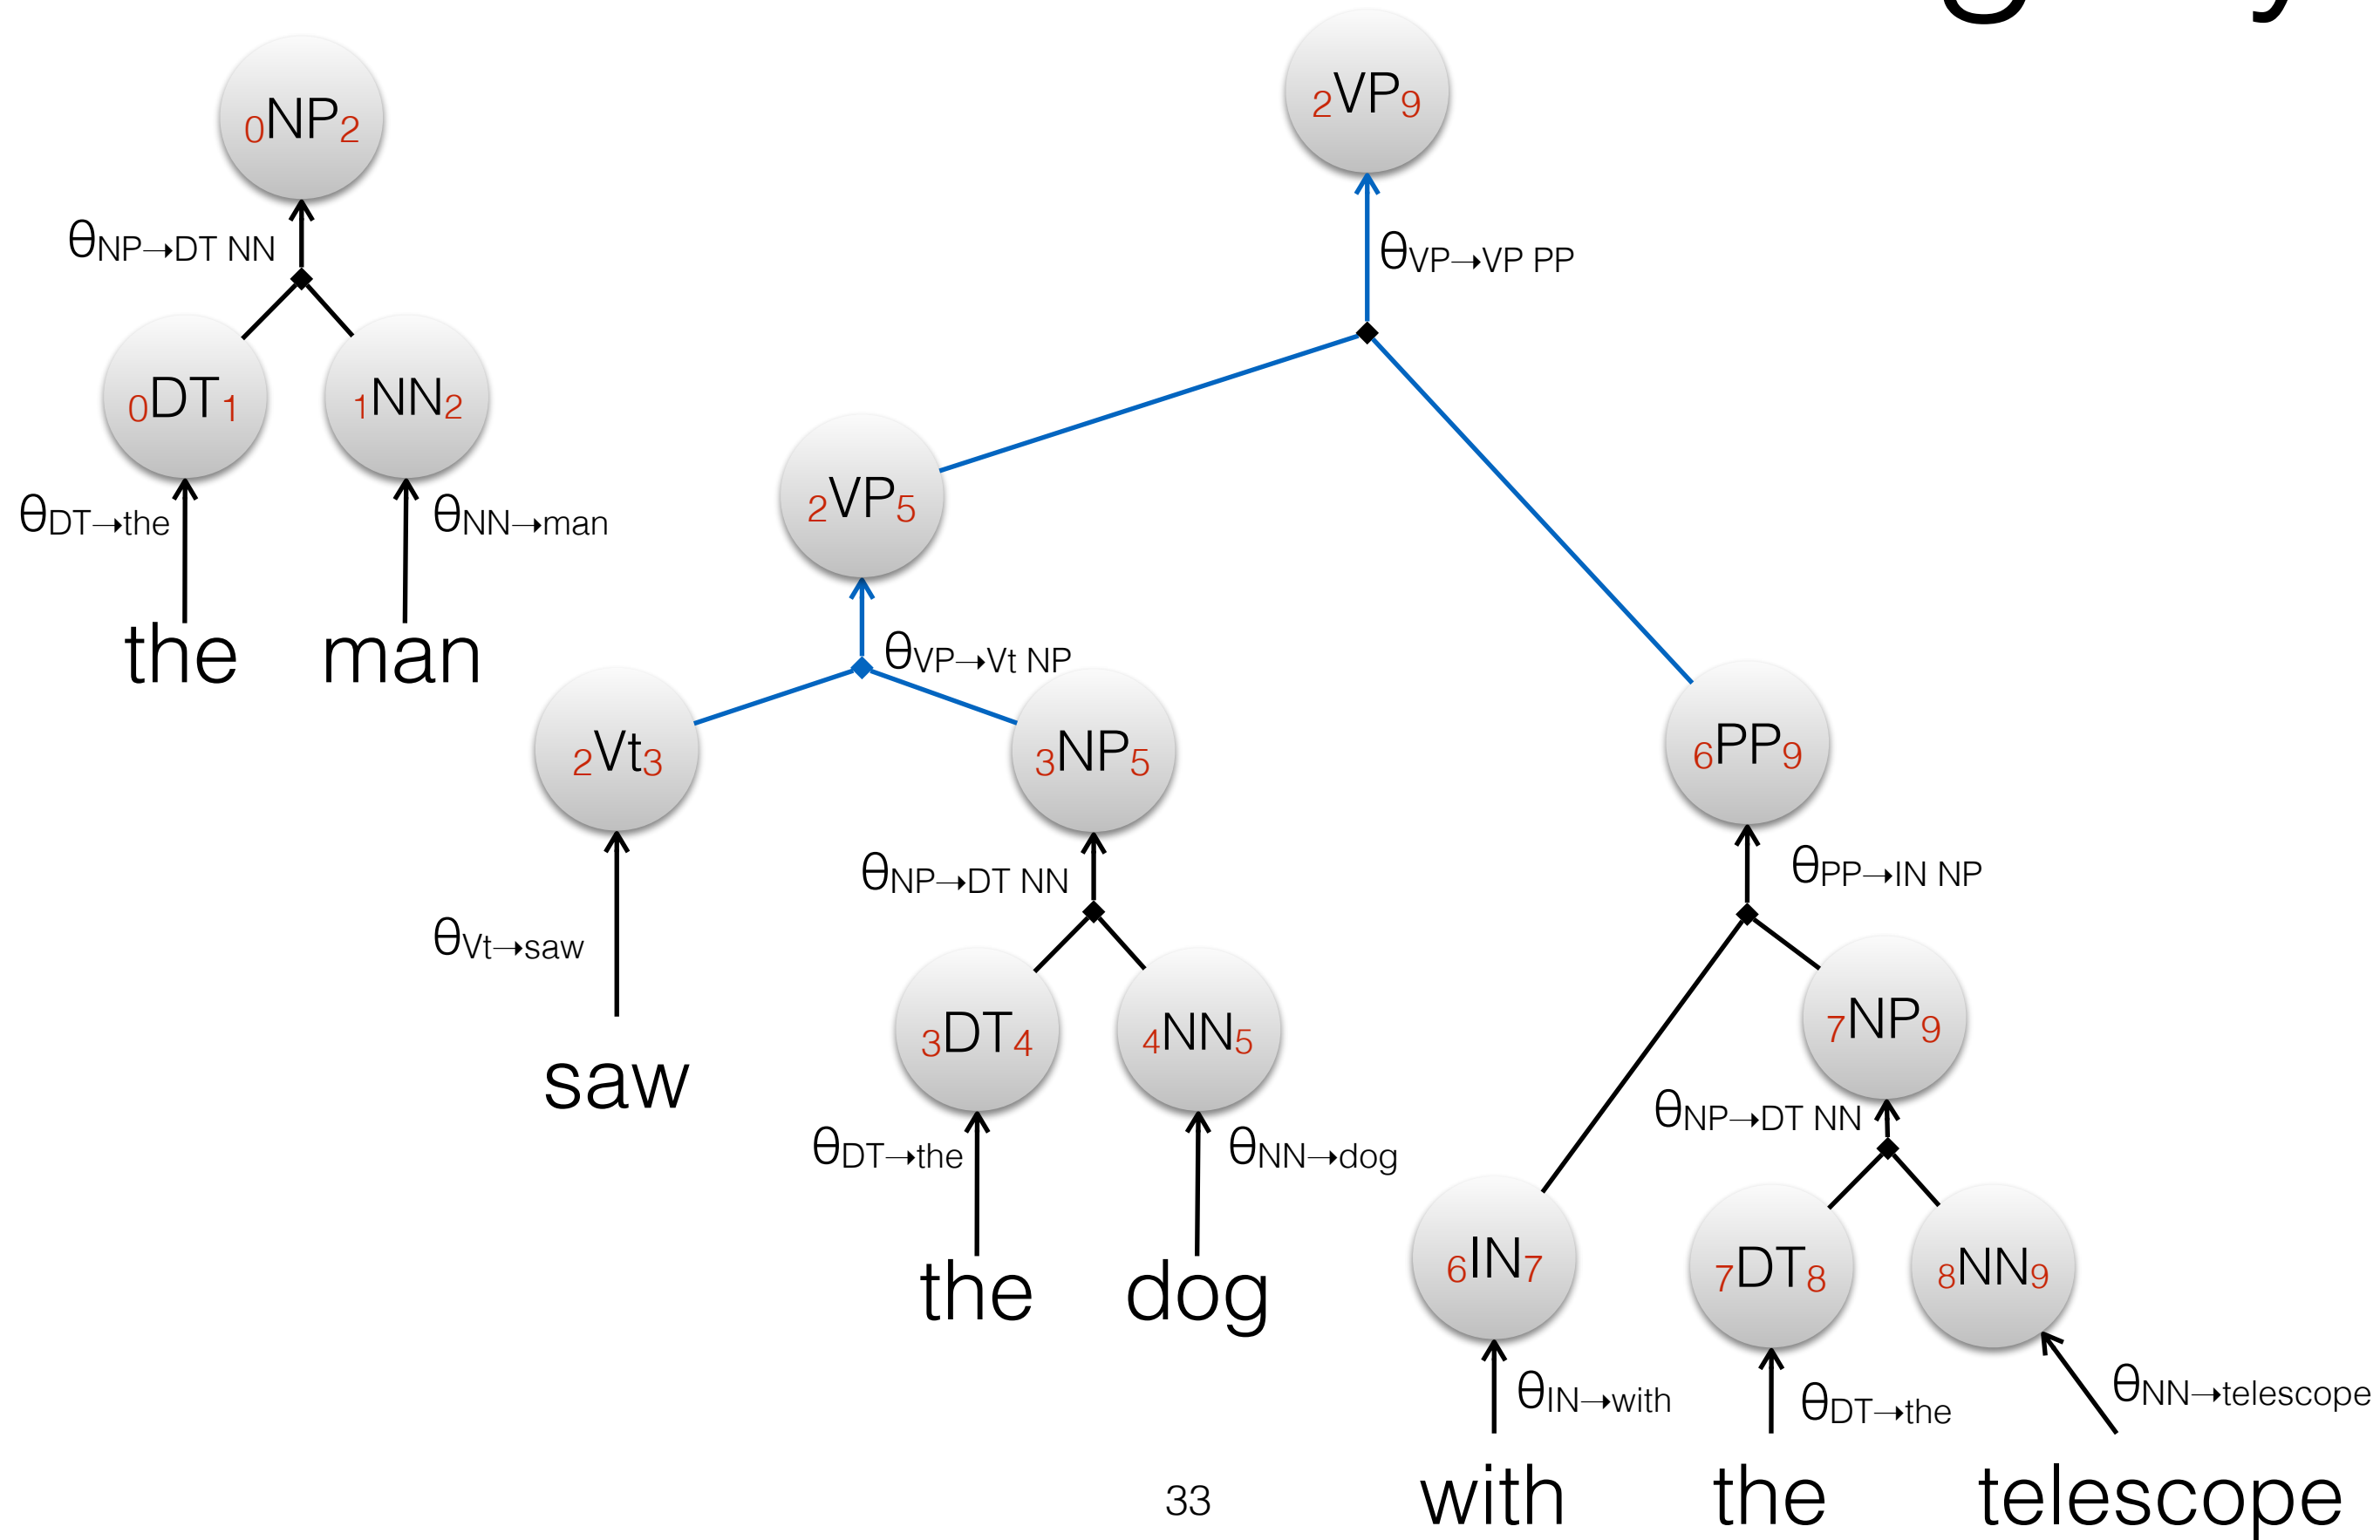 0NP2
2VP9
θNP→DT NN
θVP→VP PP
0DT1 1NN2
2VP5
θDT→the θNN→man
the man
θVP→Vt NP
2Vt3 3NP5 6PP9
θNP→DT NN θPP→IN NP
θVt→saw
3DT4 4NN5 7NP9
saw
θNP→DT NN
θDT→the θNN→dog
6IN7 7DT8 8NN9
the dog
θIN→with θDT→the θNN→telescope
33
with the telescope